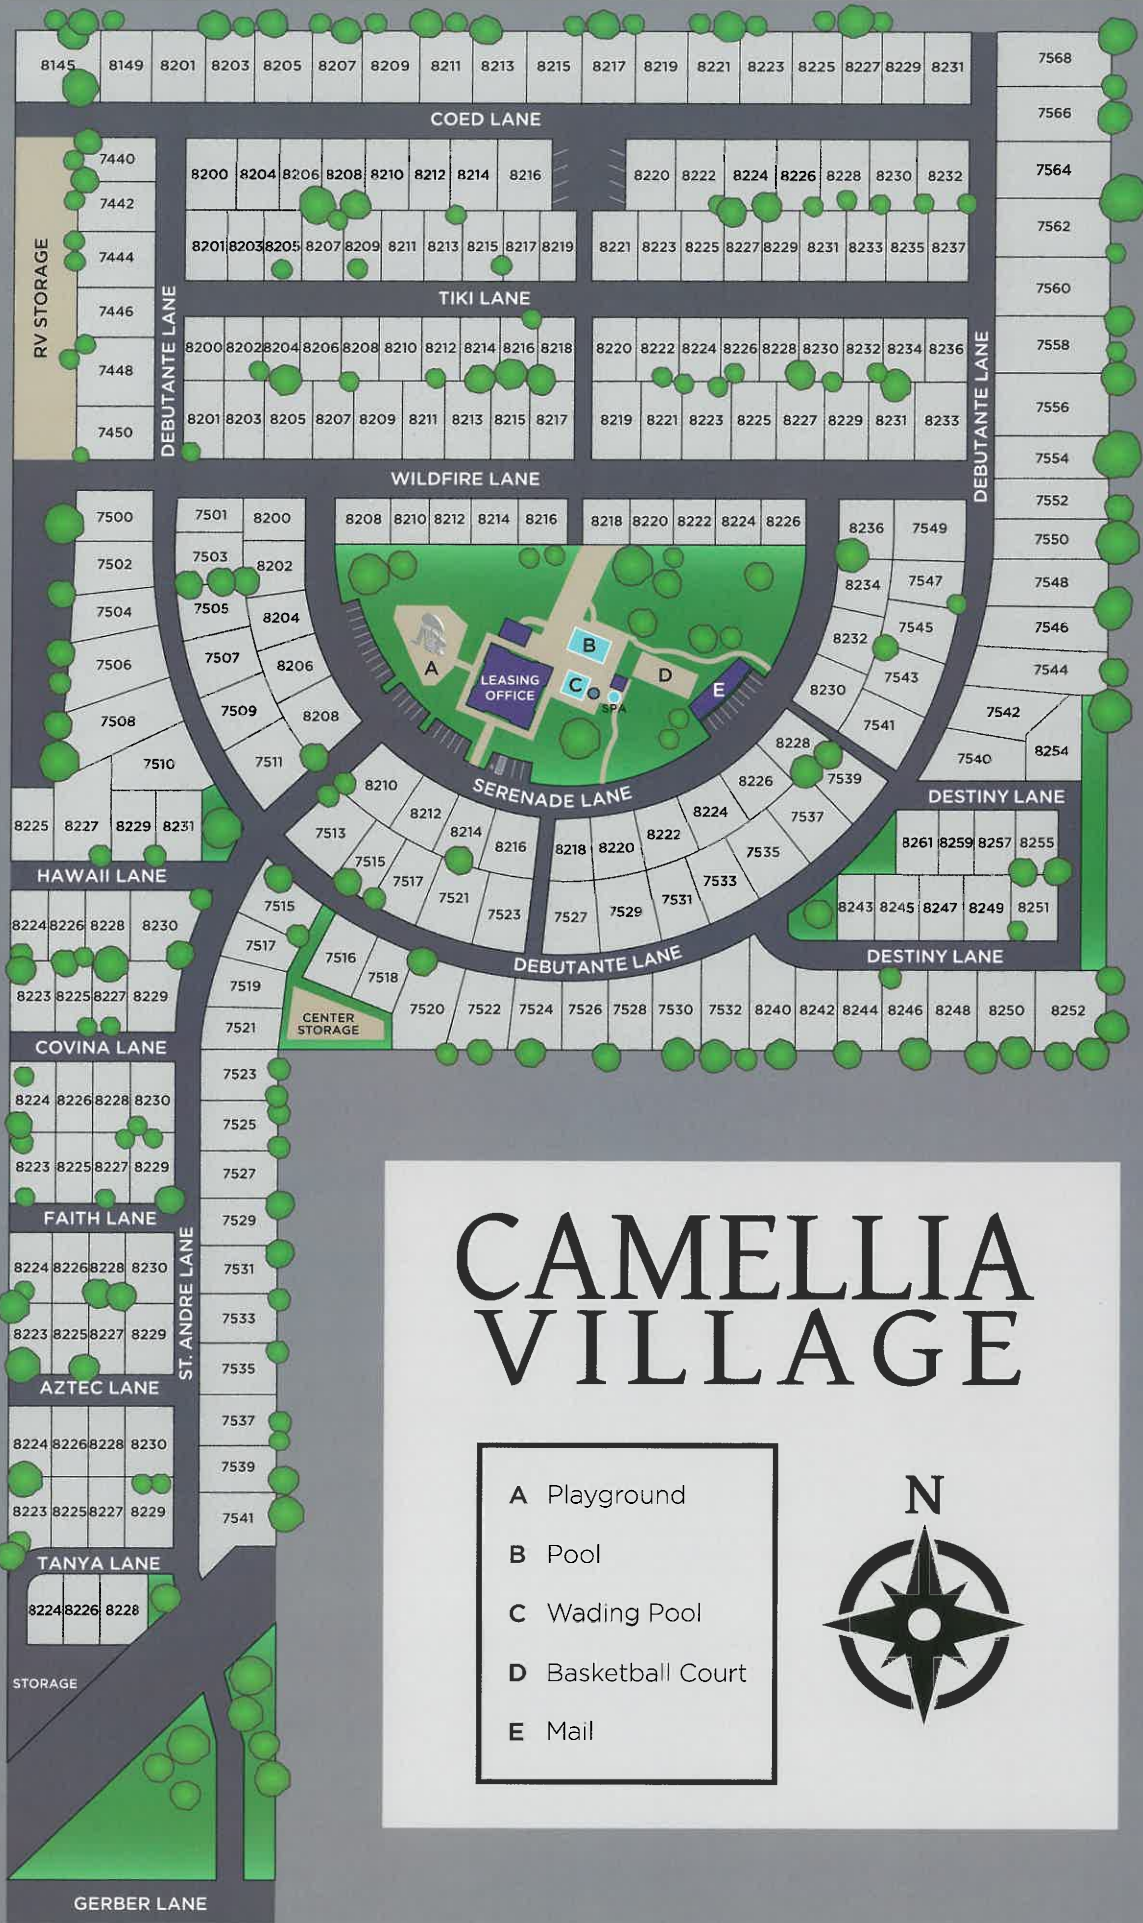 8145 8149 8201 8203 8205 8207 8209 8211 8213 8215 8217 8219 8221 8223 8225 8227 8229 8231
7568
7566
COED LANE
7440
8200 8204 8206 8208 8210 8212 8214 8216
8220 8222 8224 8226 8228 8230 8232
7564
7442
7562
8201 8203 8205 8207 8209 8211 8213 8215 8217 8219
8221 8223 8225 8227 8229 8231 8233 8235 8237
7444
7560
RV STORAGE
TIKI LANE
7446
DEBUTANTE LANE
8200 8202 8204 8206 8208 8210 8212 8214 8216 8218
8220 8222 8224 8226 8228 8230 8232 8234 8236
7558
7448
DEBUTANTE LANE
7556
8201 8203 8205 8207 8209 8211 8213 8215 8217
8219 8221 8223 8225 8227 8229 8231 8233
7450
7554
WILDFIRE LANE
7552
7500
7501 8200
8208 8210 8212 8214 8216
8218 8220 8222 8224 8226
8236 7549
7550
7502
7503 8202
8234 7547
7548
7504
7505 8204
8232 7545
7546
7506
7507 8206
8230 7543
7544
7508
7509 8208
7541
7542
7510
7511
7540
8254
A
B
C
D
E
LEASING
OFFICE
SPA
SERENADE LANE
8228
7539
8226
7537
8224
7535
8222
7533
8220
7531
8218
7529
7527
8210
8212
8214
8216
7513
7515
7517
7521
7523
DESTINY LANE
8225 8227 8229 8231
8261 8259 8257 8255
HAWAII LANE
8243 8245 8247 8249 8251
DESTINY LANE
DEBUTANTE LANE
8224 8226 8228 8230
7515
7517
7516
7518
8223 8225 8227 8229
7519
7521
CENTER
STORAGE
7520 7522 7524 7526 7528 7530 7532 8240 8242 8244 8246 8248 8250 8252
COVINA LANE
7523
8224 8226 8228 8230
7525
8223 8225 8227 8229
7527
FAITH LANE
7529
8224 8226 8228 8230
7531
ST. ANDRE LANE
8223 8225 8227 8229
7533
7535
AZTEC LANE
7537
8224 8226 8228 8230
7539
8223 8225 8227 8229
7541
TANYA LANE
8224 8226 8228
STORAGE
GERBER LANE
CAMELLIA
VILLAGE
A Playground
B Pool
C Wading Pool
D Basketball Court
E Mail
N